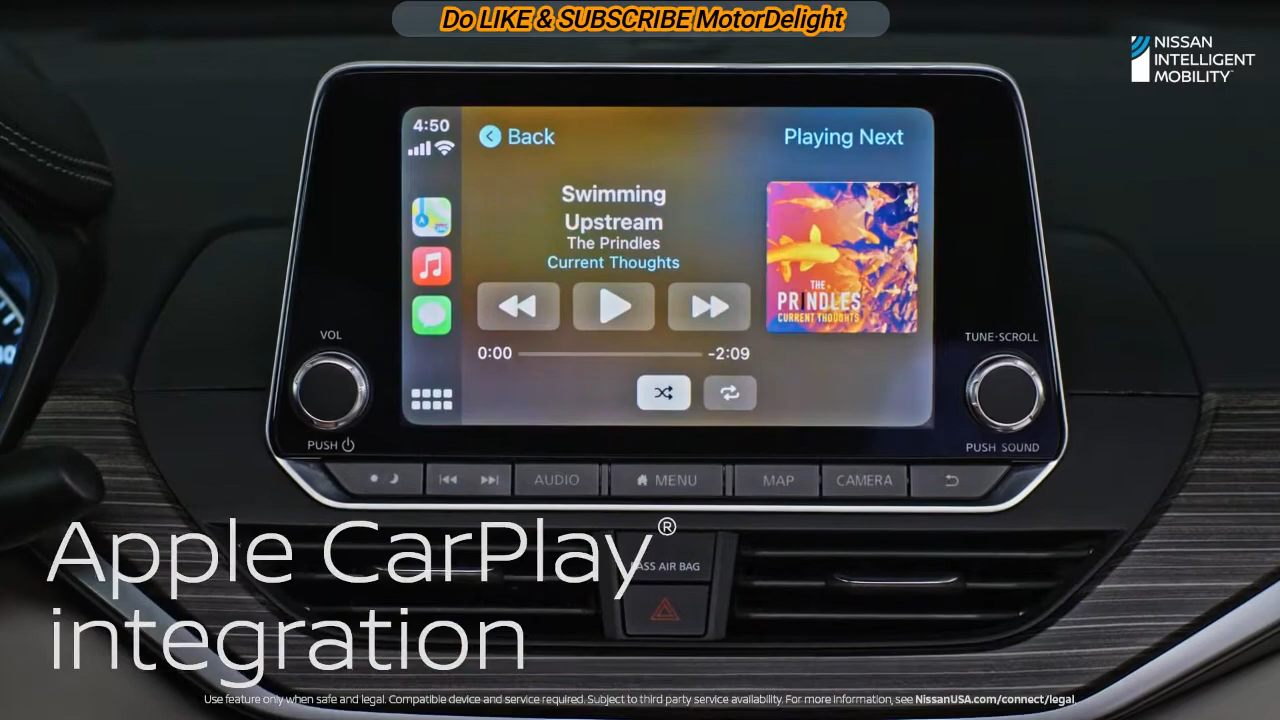 Do LIKE & SUBSCRIBE MotorDelight
NISSAN
INTELLIGENT
MOBILITY
4:50
Back
Playing Next
Swimming
Upstream
The Prindles
Current Thoughts
THE
PRINDLES
CURRENT THOUGHTS
0:00
-2:09
VOL
PUSH
TUNE·SCROLL
PUSH SOUND
AUDIO
MENU
MAP
CAMERA
Apple CarPlay®
integration
ASS AIR BAG
Use feature only when safe and legal. Compatible device and service required. Subject to third party service availability. For more information, see NissanUSA.com/connect/legal.